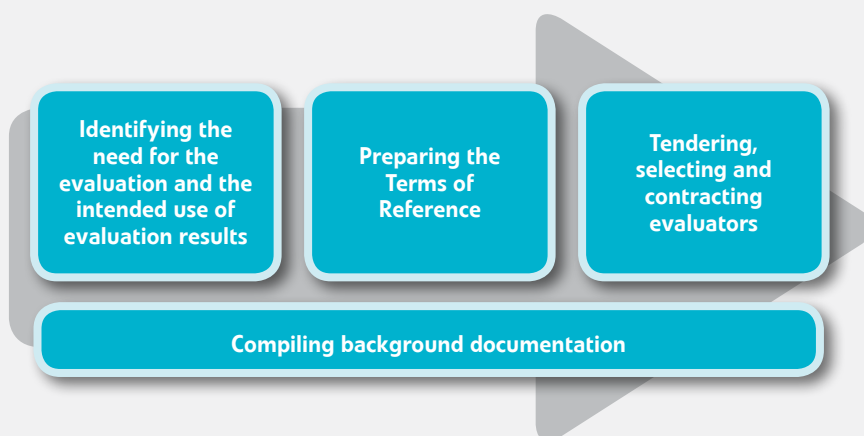 Identifying the
need for the
evaluation and the
intended use of
evaluation results
Preparing the
Terms of
Reference
Tendering,
selecting and
contracting
evaluators
Compiling background documentation